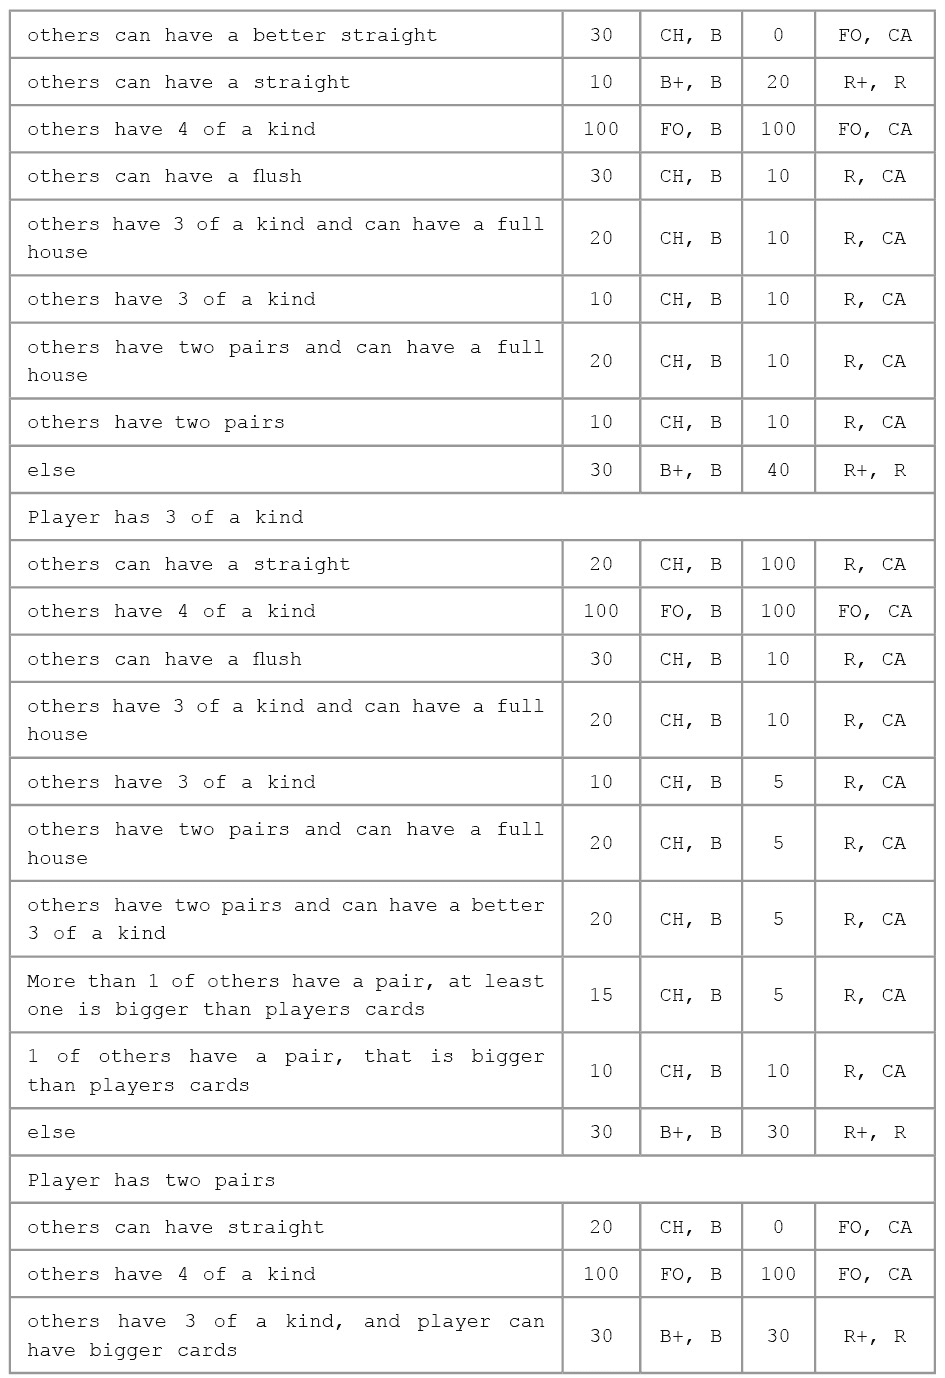 others can have a better straight 30 CH, B 0 FO, CA
others can have a straight 10 B+, B 20 R+, R
others have 4 of a kind 100 FO, B 100 FO, CA
others can have a flush 30 CH, B 10 R, CA
others have 3 of a kind and can have a full
house 20 CH, B 10 R, CA
others have 3 of a kind 10 CH, B 10 R, CA
others have two pairs and can have a full
house 20 CH, B 10 R, CA
others have two pairs 10 CH, B 10 R, CA
else 30 B+, B 40 R+, R
Player has 3 of a kind
others can have a straight 20 CH, B 100 R, CA
others have 4 of a kind 100 FO, B 100 FO, CA
others can have a flush 30 CH, B 10 R, CA
others have 3 of a kind and can have a full
house 20 CH, B 10 R, CA
others have 3 of a kind 10 CH, B 5 R, CA
others have two pairs and can have a full
house 20 CH, B 5 R, CA
others have two pairs and can have a better
3 of a kind 20 CH, B 5 R, CA
More than 1 of others have a pair, at least
one is bigger than players cards 15 CH, B 5 R, CA
1 of others have a pair, that is bigger
than players cards 10 CH, B 10 R, CA
else 30 B+, B 30 R+, R
Player has two pairs
others can have straight 20 CH, B 0 FO, CA
others have 4 of a kind 100 FO, B 100 FO, CA
others have 3 of a kind, and player can
have bigger cards 30 B+, B 30 R+, R